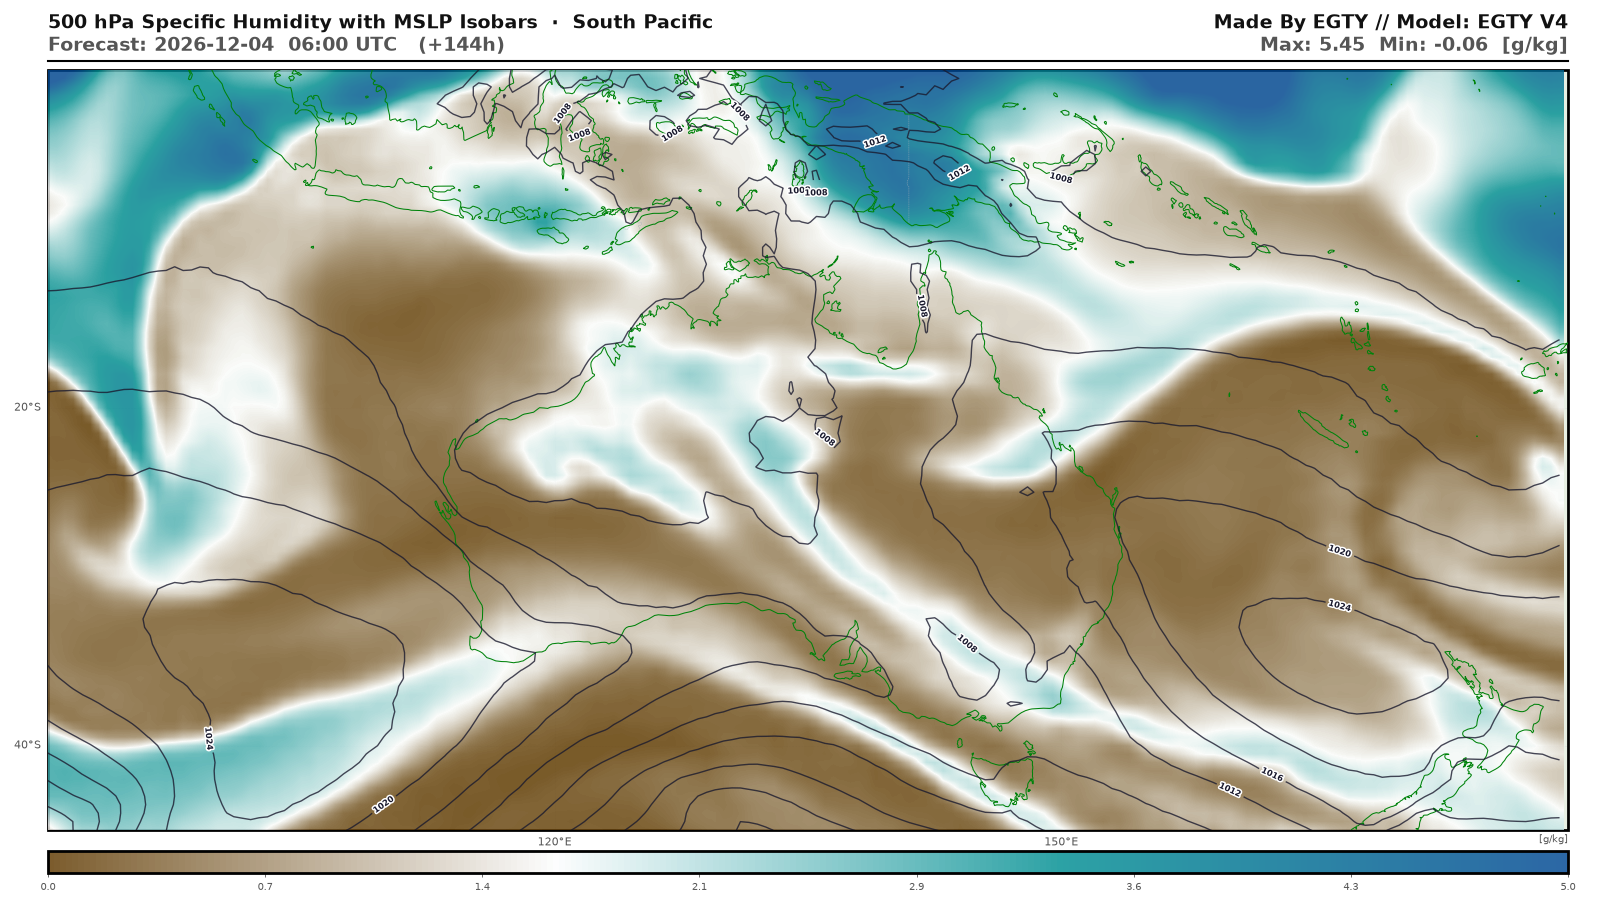 500 hPa Specific Humidity with MSLP Isobars · South Pacific
Made By EGTY // Model: EGTY V4
Forecast: 2026-12-04 06:00 UTC (+144h)
Max: 5.45 Min: -0.06 [g/kg]
1008
1008
1008
1008
1012
1012
1008
1008
1008
1008
20°S
1008
1020
1024
1008
1024
40°S
1016
1012
1020
120°E
150°E
[g/kg]
0.0
0.7
1.4
2.1
2.9
3.6
4.3
5.0